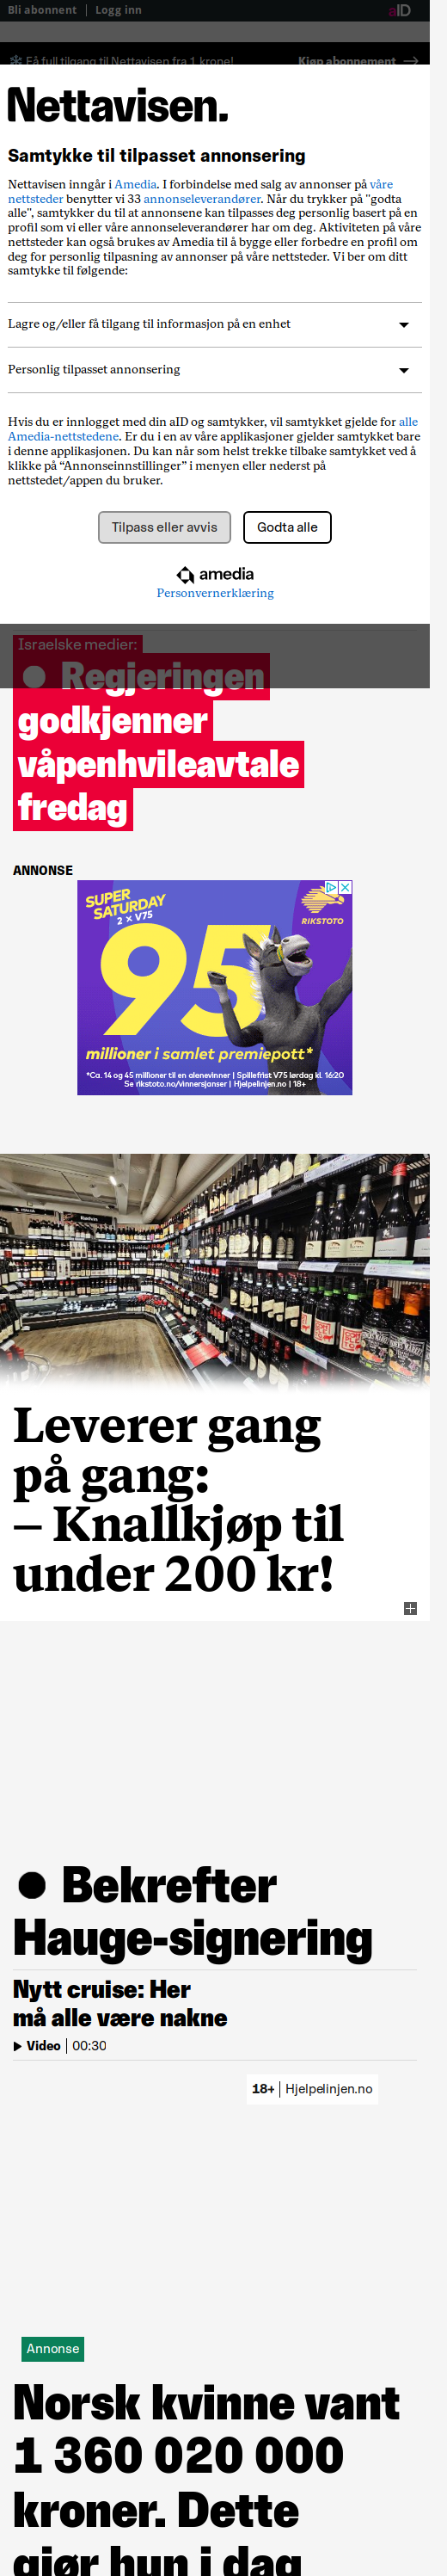 Bli abonnent | Logg inn
aID
Få full tilgang til Nettavisen fra 1 krone!
Kjøp abonnement →
Nettavisen.
Samtykke til tilpasset annonsering
Nettavisen inngår i Amedia. I forbindelse med salg av annonser på våre
nettsteder benytter vi 33 annonseleverandører. Når du trykker på "godta
alle", samtykker du til at annonsene kan tilpasses deg personlig basert på en
profil som vi eller våre annonseleverandører har om deg. Aktiviteten på våre
nettsteder kan også brukes av Amedia til å bygge eller forbedre en profil om
deg for personlig tilpasning av annonser på våre nettsteder. Vi ber om ditt
samtykke til følgende:
Lagre og/eller få tilgang til informasjon på en enhet
Personlig tilpasset annonsering
Hvis du er innlogget med din aID og samtykker, vil samtykket gjelde for alle
Amedia-nettstedene. Er du i en av våre applikasjoner gjelder samtykket bare
i denne applikasjonen. Du kan når som helst trekke tilbake samtykket ved å
klikke på “Annonseinnstillinger” i menyen eller nederst på
nettstedet/appen du bruker.
Tilpass eller avvis
Godta alle
amedia
Personvernerklæring
Israelske medier:
● Regjeringen
godkjenner
våpenhvileavtale
fredag
ANNONSE
SUPER
SATURDAY
2 x V75
RIKSTOTO
95
millioner i samlet premiepott*
*Ca. 14 og 45 millioner til en alenevinner | Spillefrist V75 lørdag kl. 16:20
Se rikstoto.no/vinnersjanser | Hjelpelinjen.no | 18+
Leverer gang
på gang:
– Knallkjøp til
under 200 kr!
● Bekrefter
Hauge-signering
Nytt cruise: Her
må alle være nakne
Video | 00:30
18+ | Hjelpelinjen.no
Annonse
Norsk kvinne vant
1 360 020 000
kroner. Dette
gjør hun i dag